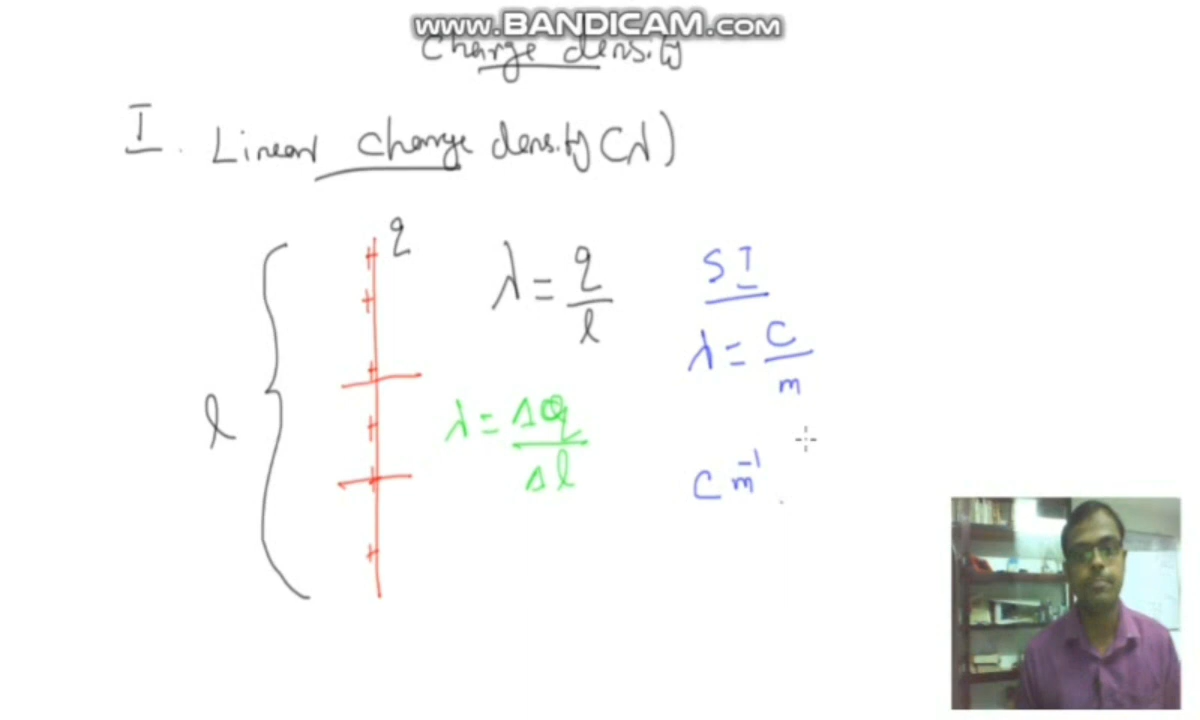 www.BANDICAM.com
Charge density
I. Linear charge density (λ)
q
l
λ = q/l
λ = Δq/Δl
SI
λ = C/m
C m⁻¹